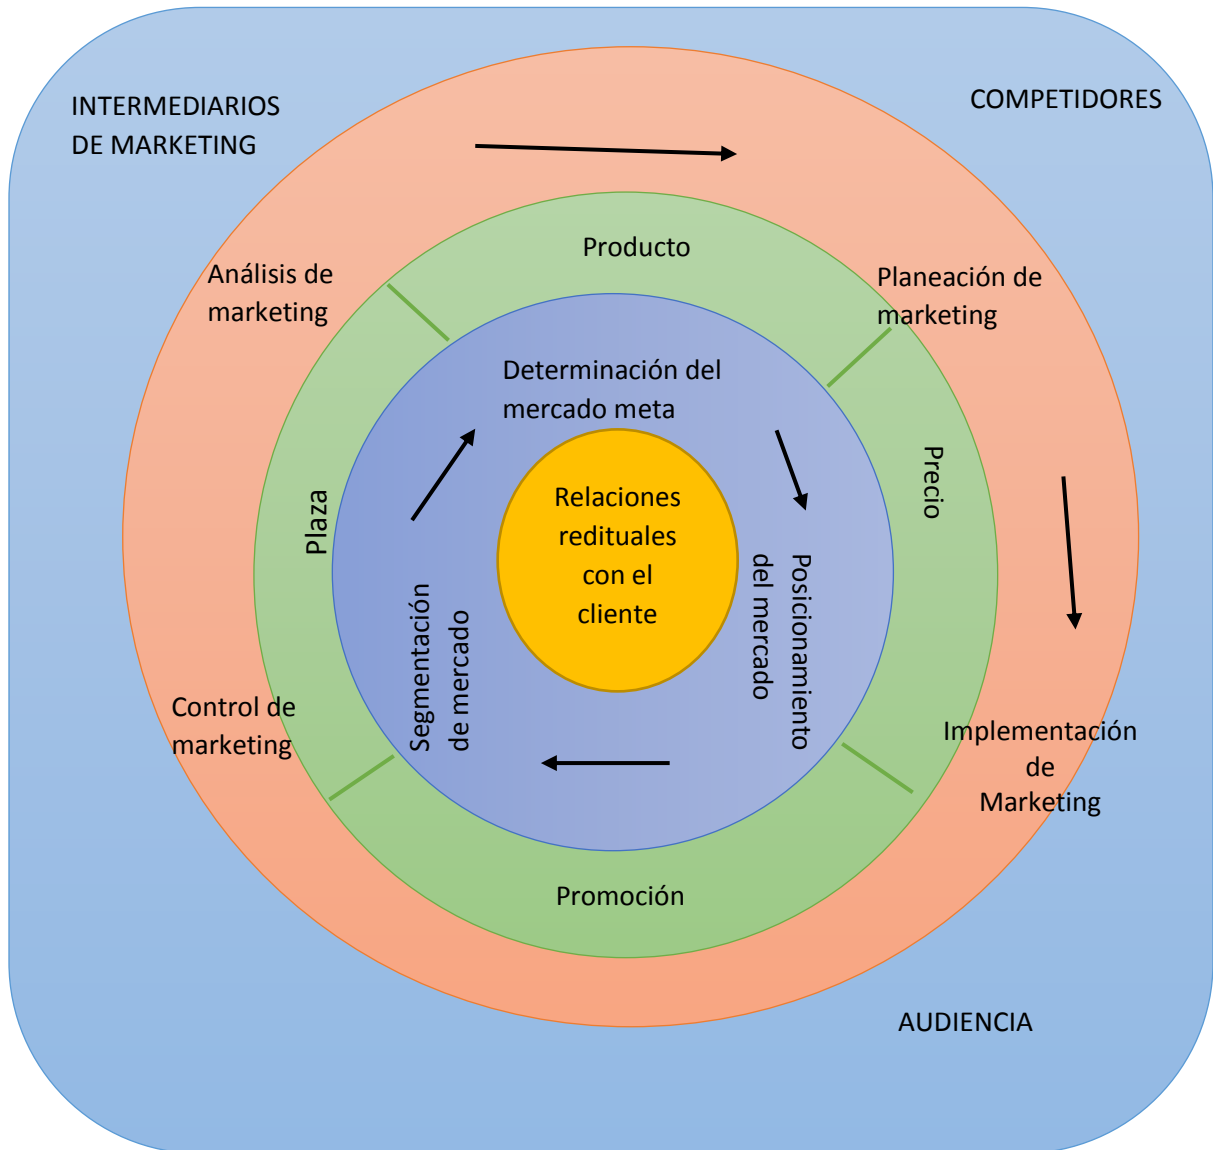 INTERMEDIARIOS
DE MARKETING
COMPETIDORES
Análisis de
marketing
Producto
Planeación de
marketing
Determinación del
mercado meta
Plaza
Precio
Relaciones
redituales
con el
cliente
Segmentación
de mercado
Posicionamiento
del mercado
Control de
marketing
Implementación
de
Marketing
Promoción
AUDIENCIA